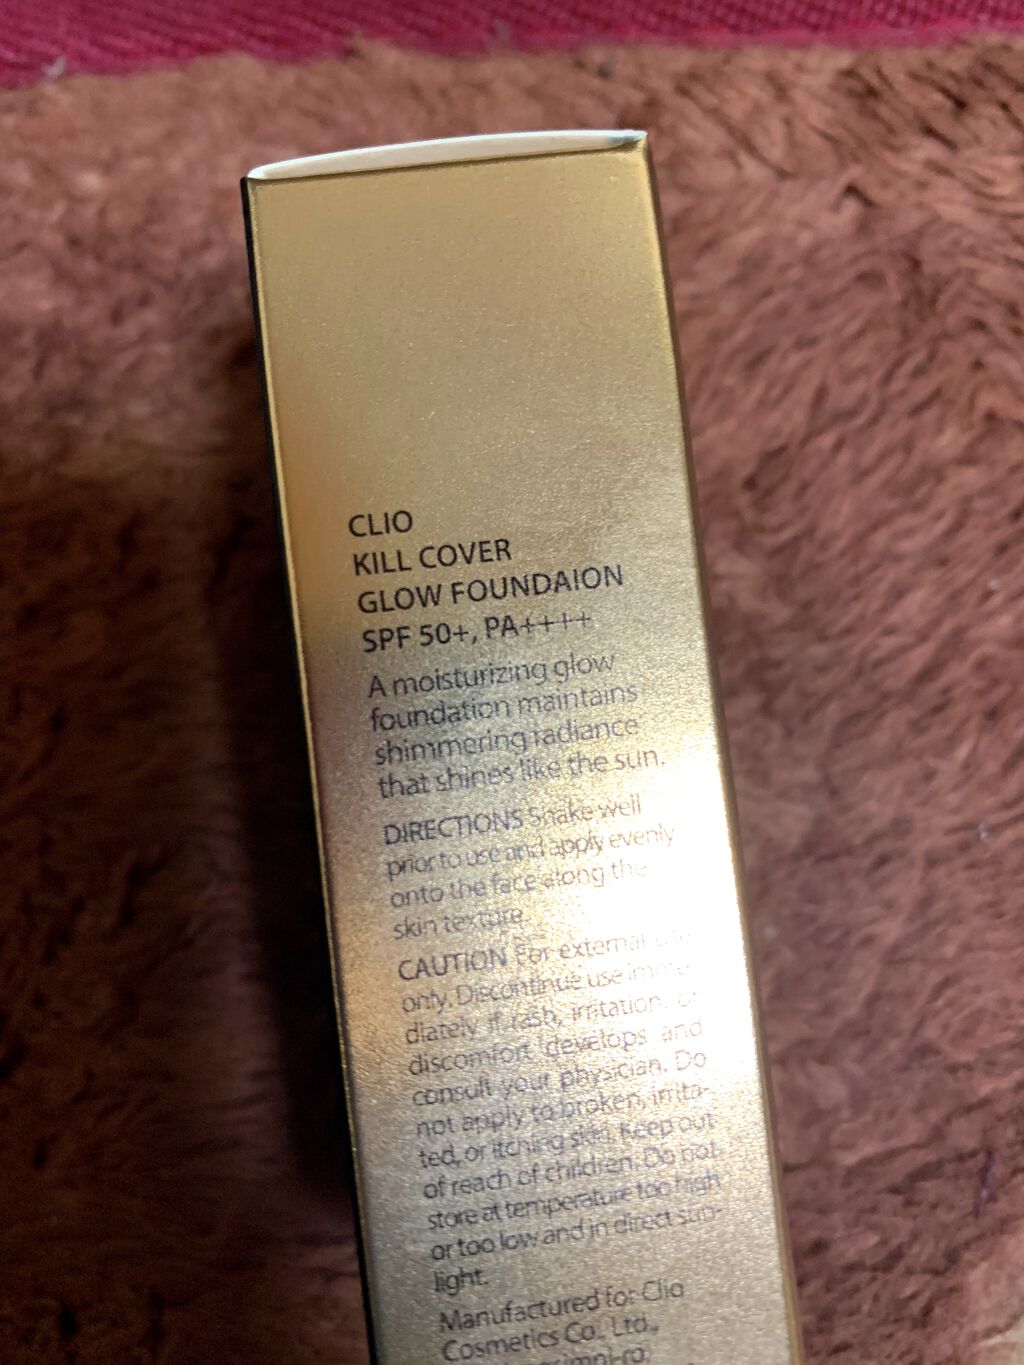 CLIO
KILL COVER
GLOW FOUNDAION
SPF 50+, PA++++
A moisturizing glow
foundation maintains
shimmering radiance
that shines like the sun.
DIRECTIONS Shake well
prior to use and apply evenly
onto the face along the
skin texture.
CAUTION For external use
only. Discontinue use imme-
diately if rash, irritation, or
discomfort develops and
consult your physician. Do
not apply to broken, irrita-
ted, or itching skin. Keep out
of reach of children. Do not
store at temperature too high
or too low and in direct sun-
light.
Manufactured for Clio
Cosmetics Co., Ltd.,